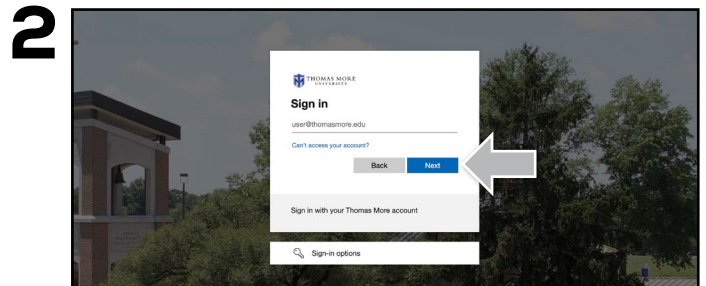 2
THOMAS MORE
UNIVERSITY
Sign in
user@thomasmore.edu
Can't access your account?
Back Next
Sign in with your Thomas More account
Sign-in options